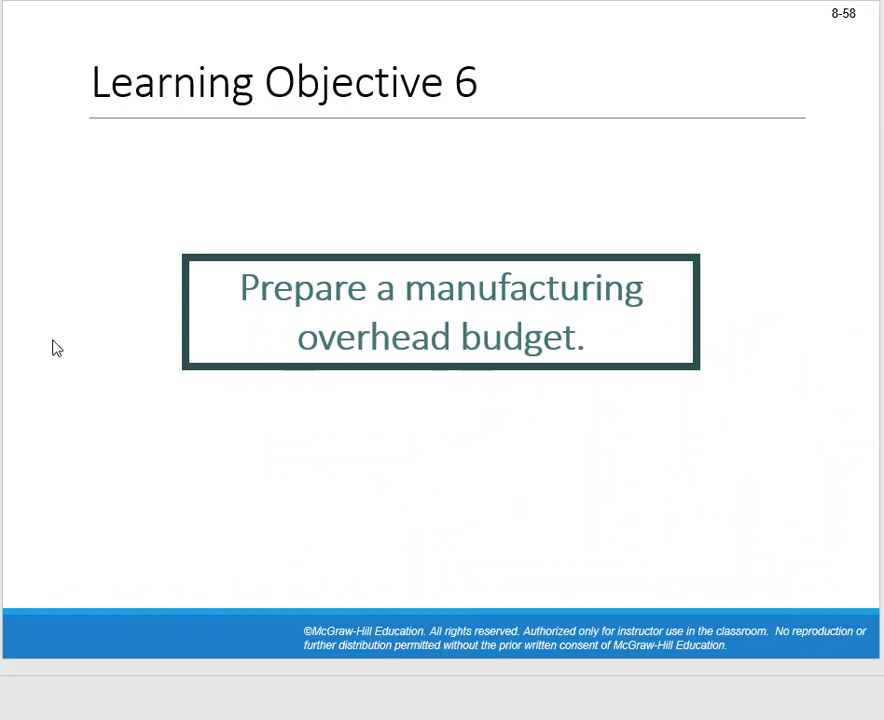 8-58
Learning Objective 6
Prepare a manufacturing
overhead budget.
©McGraw-Hill Education. All rights reserved. Authorized only for instructor use in the classroom. No reproduction or
further distribution permitted without the prior written consent of McGraw-Hill Education.